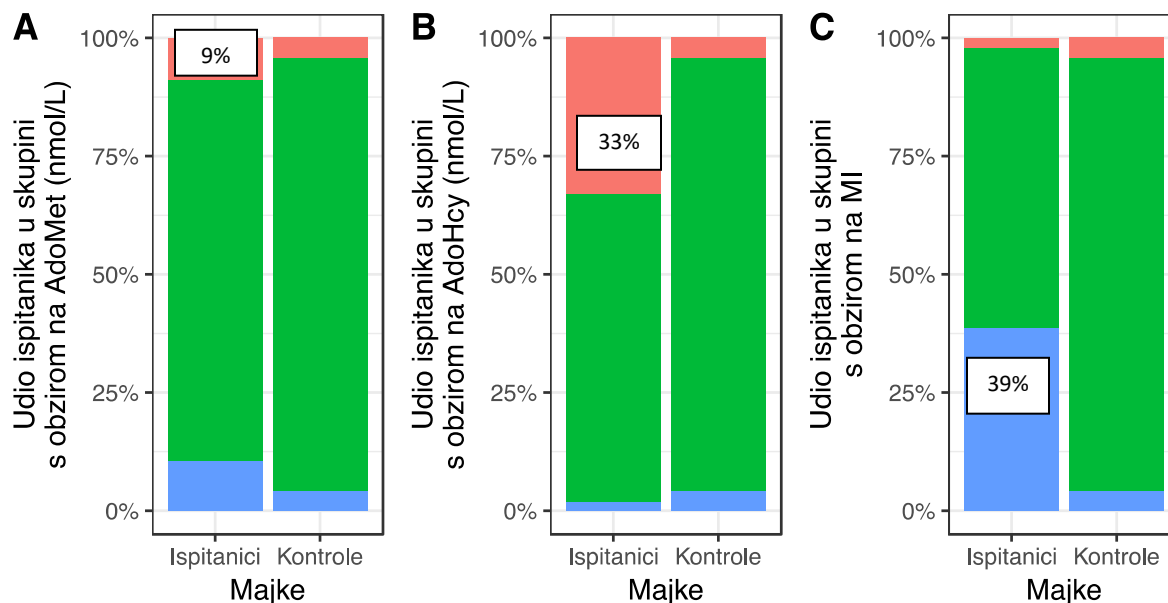 A
Udio ispitanika u skupini
s obzirom na AdoMet (nmol/L)
100%
75%
50%
25%
0%
9%
Ispitanici Kontrole
Majke
B
Udio ispitanika u skupini
s obzirom na AdoHcy (nmol/L)
100%
75%
50%
25%
0%
33%
Ispitanici Kontrole
Majke
C
Udio ispitanika u skupini
s obzirom na MI
100%
75%
50%
25%
0%
39%
Ispitanici Kontrole
Majke